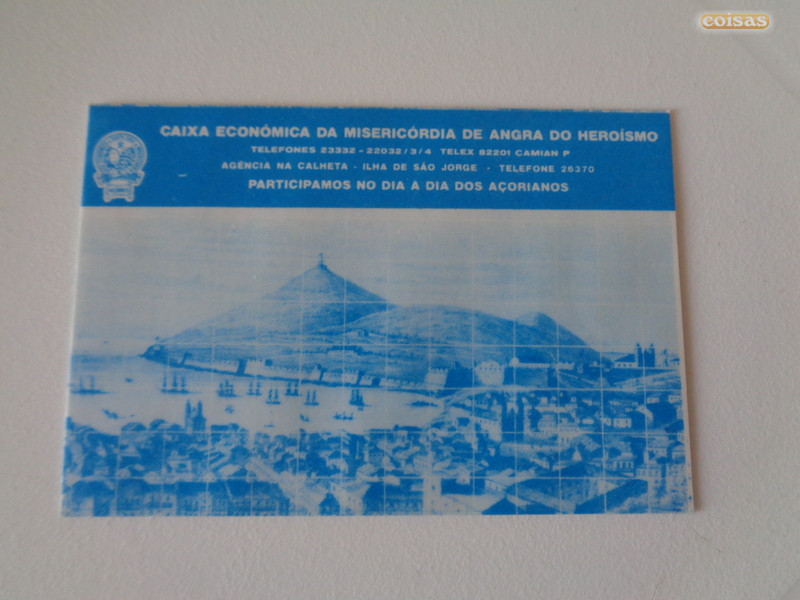 coisas
CAIXA ECONÓMICA DA MISERICÓRDIA DE ANGRA DO HEROÍSMO
TELEFONES 23332 - 22032/3/4 TELEX 82201 CAMIAN P
AGÊNCIA NA CALHETA - ILHA DE SÃO JORGE - TELEFONE 26370
PARTICIPAMOS NO DIA A DIA DOS AÇORIANOS